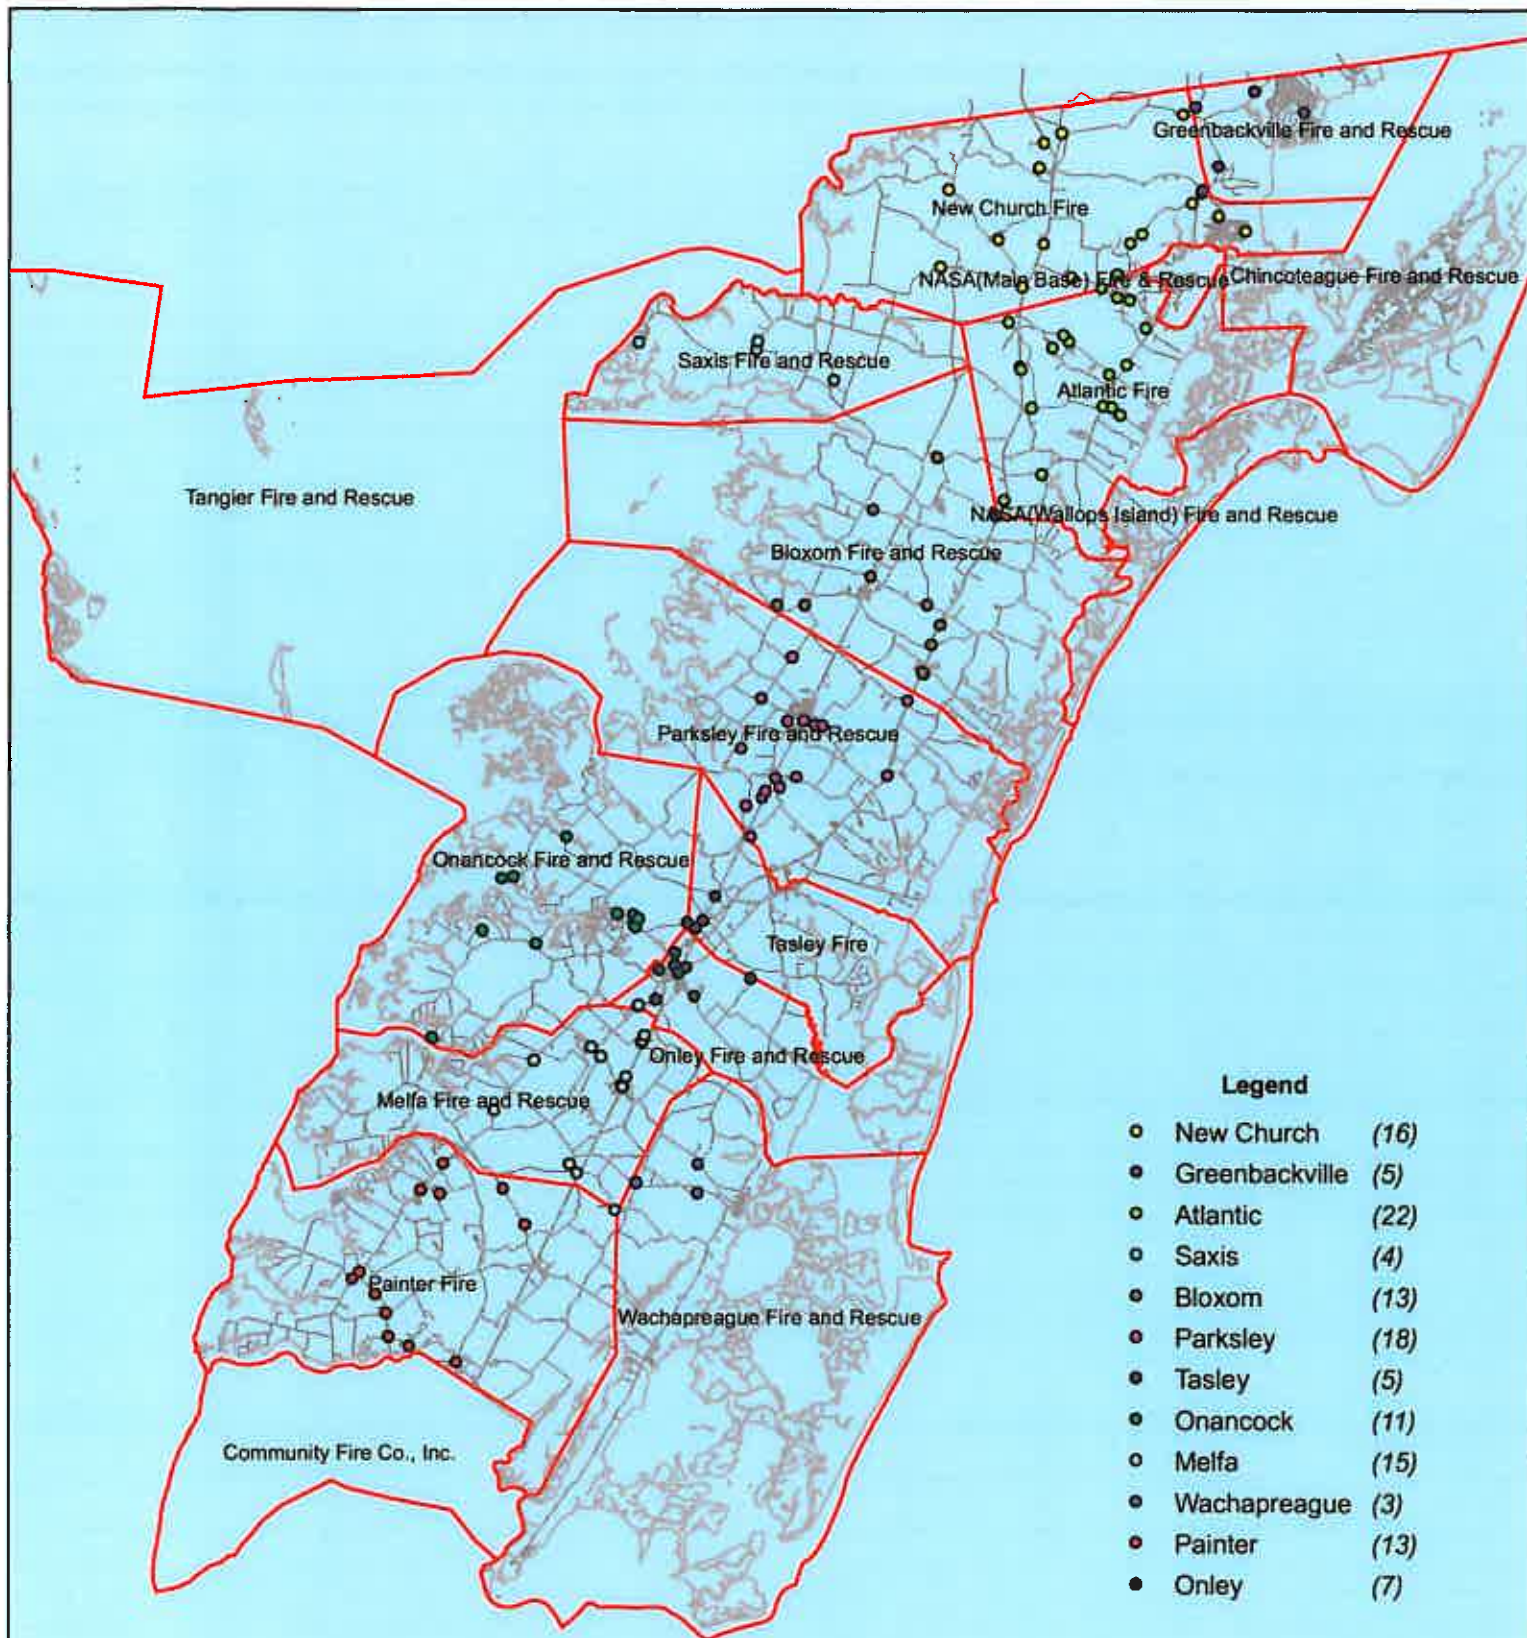 Greenbackville Fire and Rescue
New Church Fire
NASA(Main Base) Fire & Rescue
Chincoteague Fire and Rescue
Saxis Fire and Rescue
Atlantic Fire
Tangier Fire and Rescue
NASA(Wallops Island) Fire and Rescue
Bloxom Fire and Rescue
Parksley Fire and Rescue
Onancock Fire and Rescue
Tasley Fire
Onley Fire and Rescue
Melfa Fire and Rescue
Painter Fire
Wachapreague Fire and Rescue
Community Fire Co., Inc.
Legend
New Church (16)
Greenbackville (5)
Atlantic (22)
Saxis (4)
Bloxom (13)
Parksley (18)
Tasley (5)
Onancock (11)
Melfa (15)
Wachapreague (3)
Painter (13)
Onley (7)